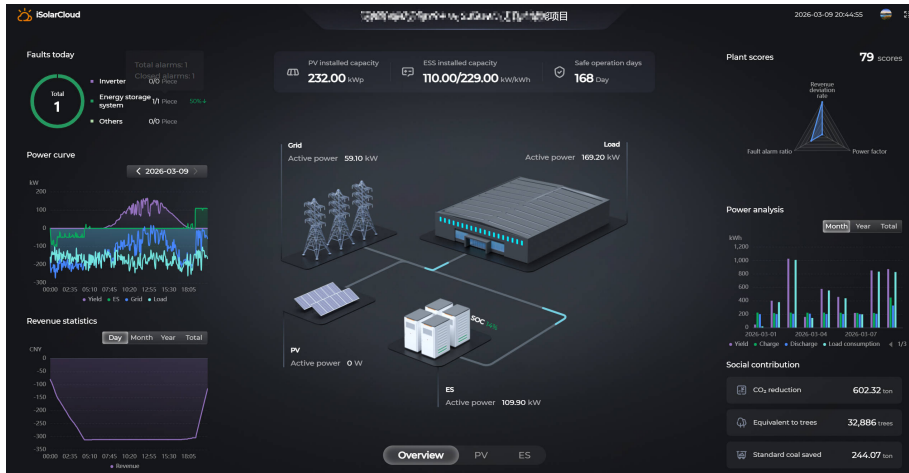 iSolarCloud
项目
2026-03-09 20:44:55
Faults today
Total alarms: 1
Closed alarms: 1
Total
1
Inverter 0/0 Piece
Energy storage system 1/1 Piece 50%↓
Others 0/0 Piece
PV installed capacity
232.00 kWp
ESS installed capacity
110.00/229.00 kW/kWh
Safe operation days
168 Day
Plant scores 79 scores
Revenue
deviation
rate
Fault alarm ratio
Power factor
Power curve
2026-03-09
kW
200
100
0
-100
-200
-300
00:00 02:35 05:10 07:45 10:20 12:55 15:30 18:05
Yield ES Grid Load
Grid
Active power 59.10 kW
Load
Active power 169.20 kW
SOC
PV
Active power 0 W
ES
Active power 109.90 kW
Power analysis
Month Year Total
kWh
1,200
1,000
800
600
400
200
0
2026-03-01 2026-03-04 2026-03-07
Yield Charge Discharge Load consumption 1/3
Revenue statistics
Day Month Year Total
CNY
0
-50
-100
-150
-200
-250
-300
-350
00:00 02:35 05:10 07:45 10:20 12:55 15:30 18:05
Revenue
Social contribution
CO₂ reduction 602.32 ton
Equivalent to trees 32,886 trees
Standard coal saved 244.07 ton
Overview PV ES